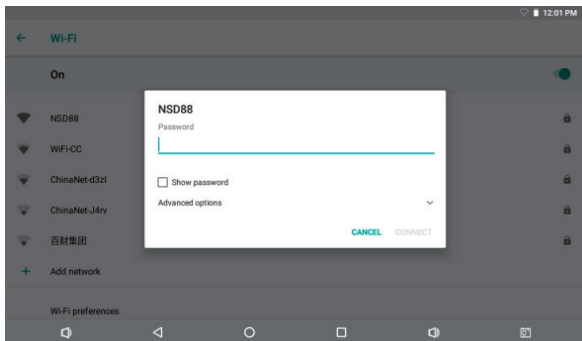 12:01 PM
Wi-Fi
On
NSD88
Password
Show password
Advanced options
CANCEL CONNECT
NSD88
WiFi-CC
ChinaNet-d3zl
ChinaNet-J4rv
百财集团
Add network
Wi-Fi preferences